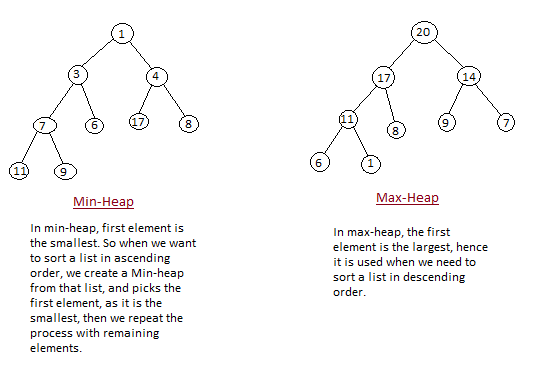 1
3
4
7
6
17
8
11
9
Min-Heap
In min-heap, first element is
the smallest. So when we want
to sort a list in ascending
order, we create a Min-heap
from that list, and picks the
first element, as it is the
smallest, then we repeat the
process with remaining
elements.
20
17
14
11
8
9
7
6
1
Max-Heap
In max-heap, the first
element is the largest, hence
it is used when we need to
sort a list in descending
order.